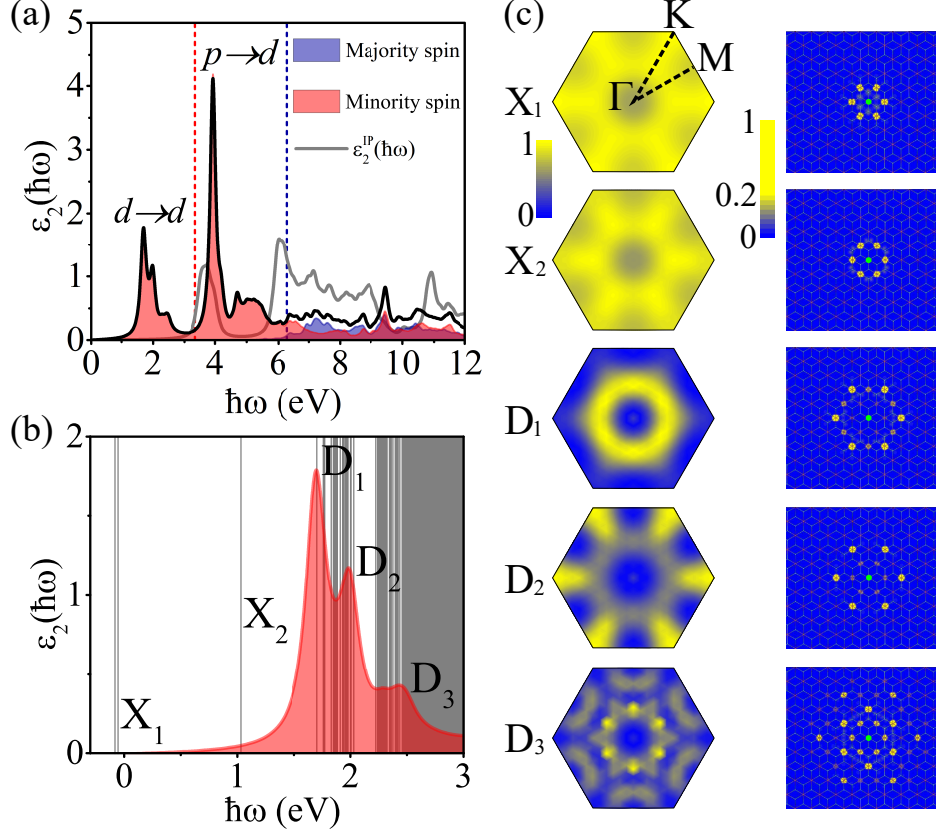 (a)
5
4
3
2
1
0
ε₂(ħω)
d→d
p→d
Majority spin
Minority spin
ε₂ᴵᴾ(ħω)
0 2 4 6 8 10 12
ħω (eV)
(b)
2
1
0
ε₂(ħω)
X₁
X₂
D₁
D₂
D₃
0 1 2 3
ħω (eV)
(c)
K
M
Γ
X₁
1
0
1
0.2
0
X₂
D₁
D₂
D₃